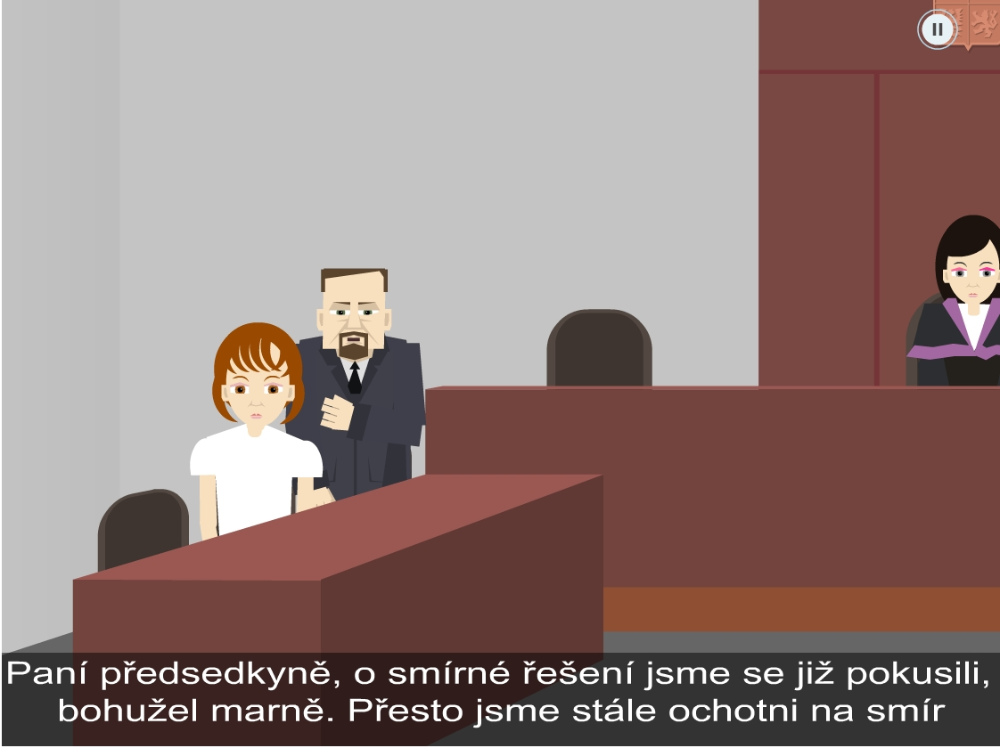 Paní předsedkyně, o smírné řešení jsme se již pokusili,
bohužel marně. Přesto jsme stále ochotni na smír